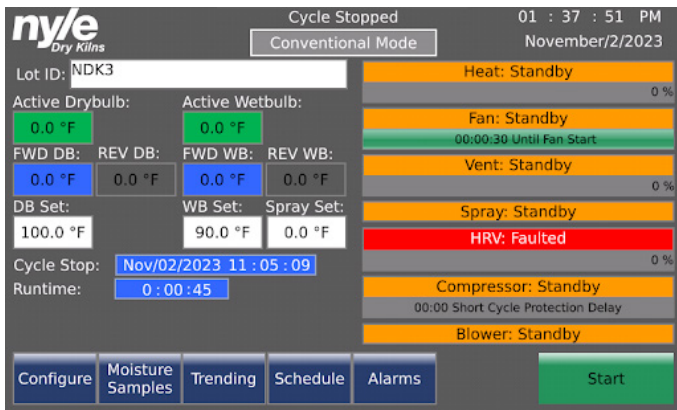 nyle
Dry Kilns
Cycle Stopped
Conventional Mode
01 : 37 : 51 PM
November/2/2023
Lot ID: NDK3
Active Drybulb: Active Wetbulb:
0.0 °F 0.0 °F
FWD DB: REV DB: FWD WB: REV WB:
0.0 °F 0.0 °F 0.0 °F 0.0 °F
DB Set: WB Set: Spray Set:
100.0 °F 90.0 °F 0.0 °F
Cycle Stop: Nov/02/2023 11 : 05 : 09
Runtime: 0 : 00 : 45
Heat: Standby
0 %
Fan: Standby
00:00:30 Until Fan Start
Vent: Standby
0 %
Spray: Standby
HRV: Faulted
0 %
Compressor: Standby
00:00 Short Cycle Protection Delay
Blower: Standby
Configure
Moisture
Samples
Trending
Schedule
Alarms
Start